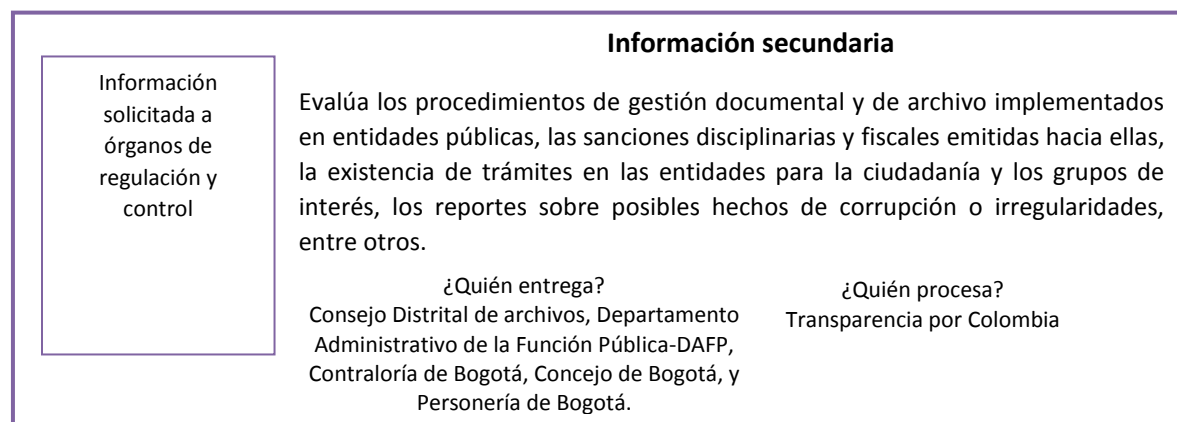 Información secundaria
Información
solicitada a
órganos de
regulación y
control
Evalúa los procedimientos de gestión documental y de archivo implementados
en entidades públicas, las sanciones disciplinarias y fiscales emitidas hacia ellas,
la existencia de trámites en las entidades para la ciudadanía y los grupos de
interés, los reportes sobre posibles hechos de corrupción o irregularidades,
entre otros.
¿Quién entrega?
Consejo Distrital de archivos, Departamento
Administrativo de la Función Pública-DAFP,
Contraloría de Bogotá, Concejo de Bogotá, y
Personería de Bogotá.
¿Quién procesa?
Transparencia por Colombia